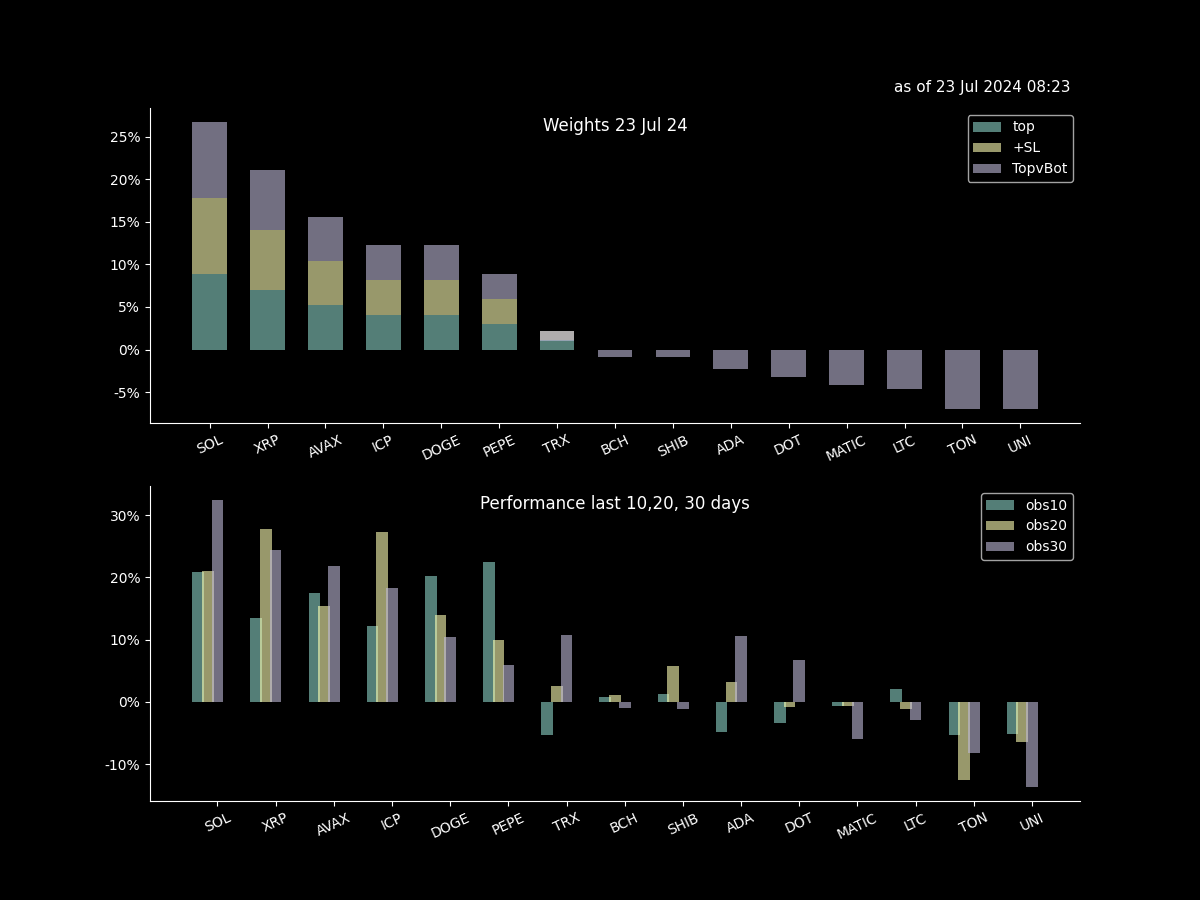 as of 23 Jul 2024 08:23
Weights 23 Jul 24
top
+SL
TopvBot
25%
20%
15%
10%
5%
0%
-5%
SOL XRP AVAX ICP DOGE PEPE TRX BCH SHIB ADA DOT MATIC LTC TON UNI
Performance last 10,20, 30 days
obs10
obs20
obs30
30%
20%
10%
0%
-10%
SOL XRP AVAX ICP DOGE PEPE TRX BCH SHIB ADA DOT MATIC LTC TON UNI